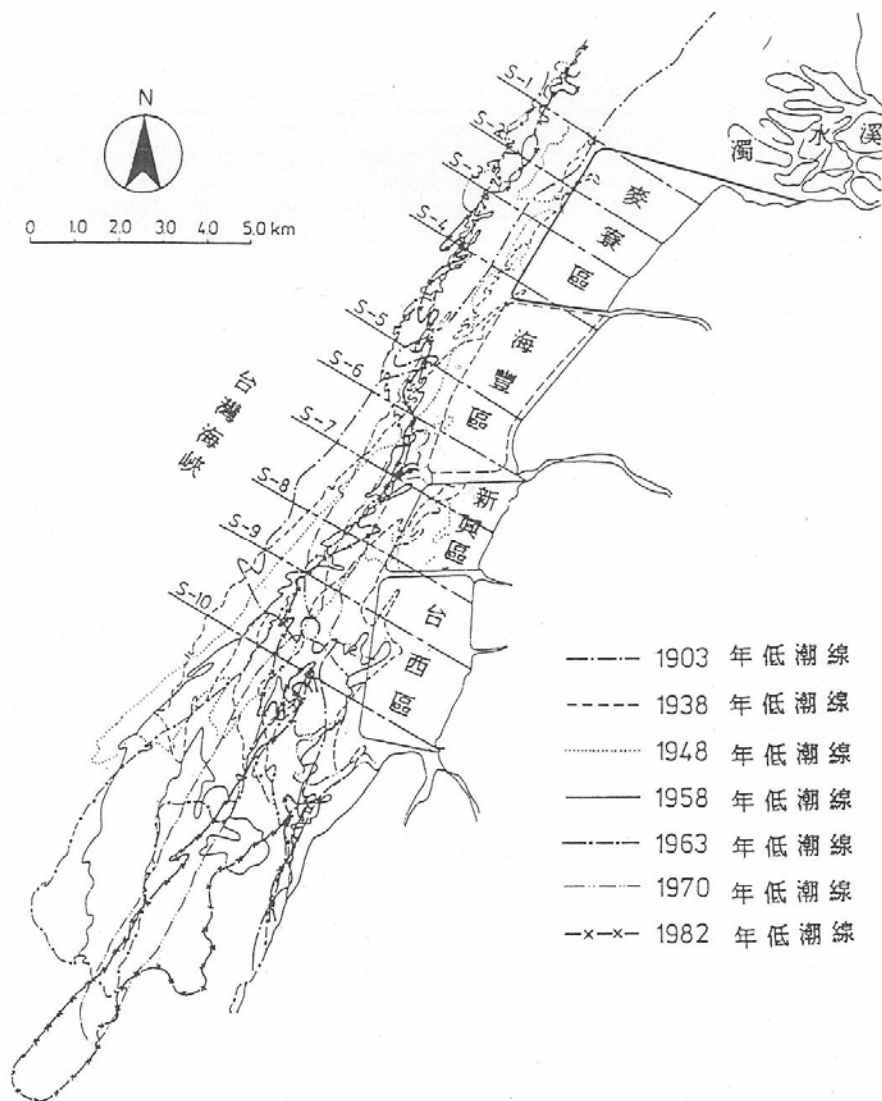 N
0 1.0 2.0 3.0 4.0 5.0 km
S-1
S-2
S-3
S-4
S-5
S-6
S-7
S-8
S-9
S-10
濁水溪
麥寮區
海豐區
新興區
台西區
台灣海峽
1903 年低潮線
1938 年低潮線
1948 年低潮線
1958 年低潮線
1963 年低潮線
1970 年低潮線
1982 年低潮線